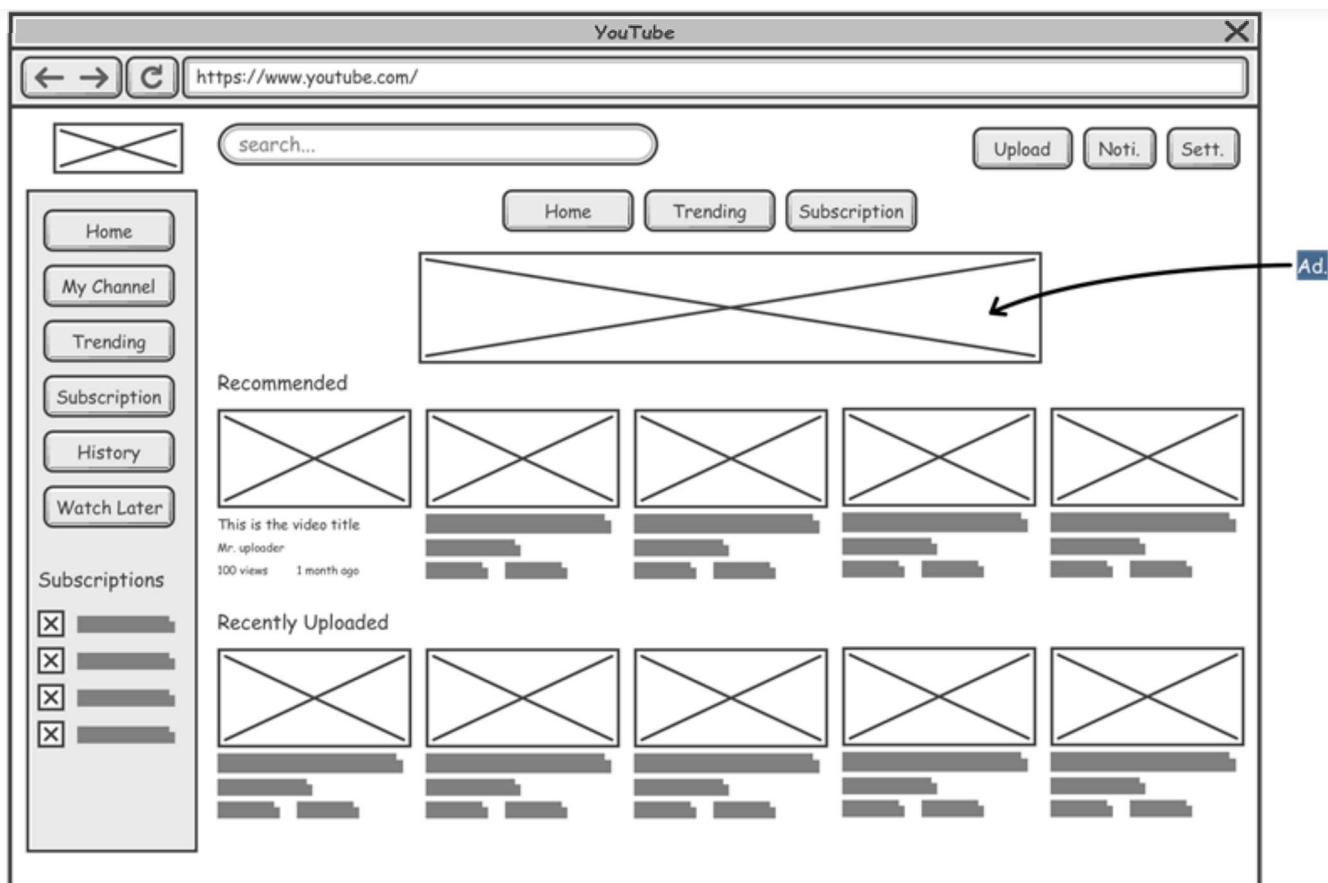 YouTube
https://www.youtube.com/
search...
Upload
Noti.
Sett.
Home
Trending
Subscription
Ad.
Home
My Channel
Trending
Subscription
History
Watch Later
Subscriptions
Recommended
This is the video title
Mr. uploader
100 views 1 month ago
Recently Uploaded